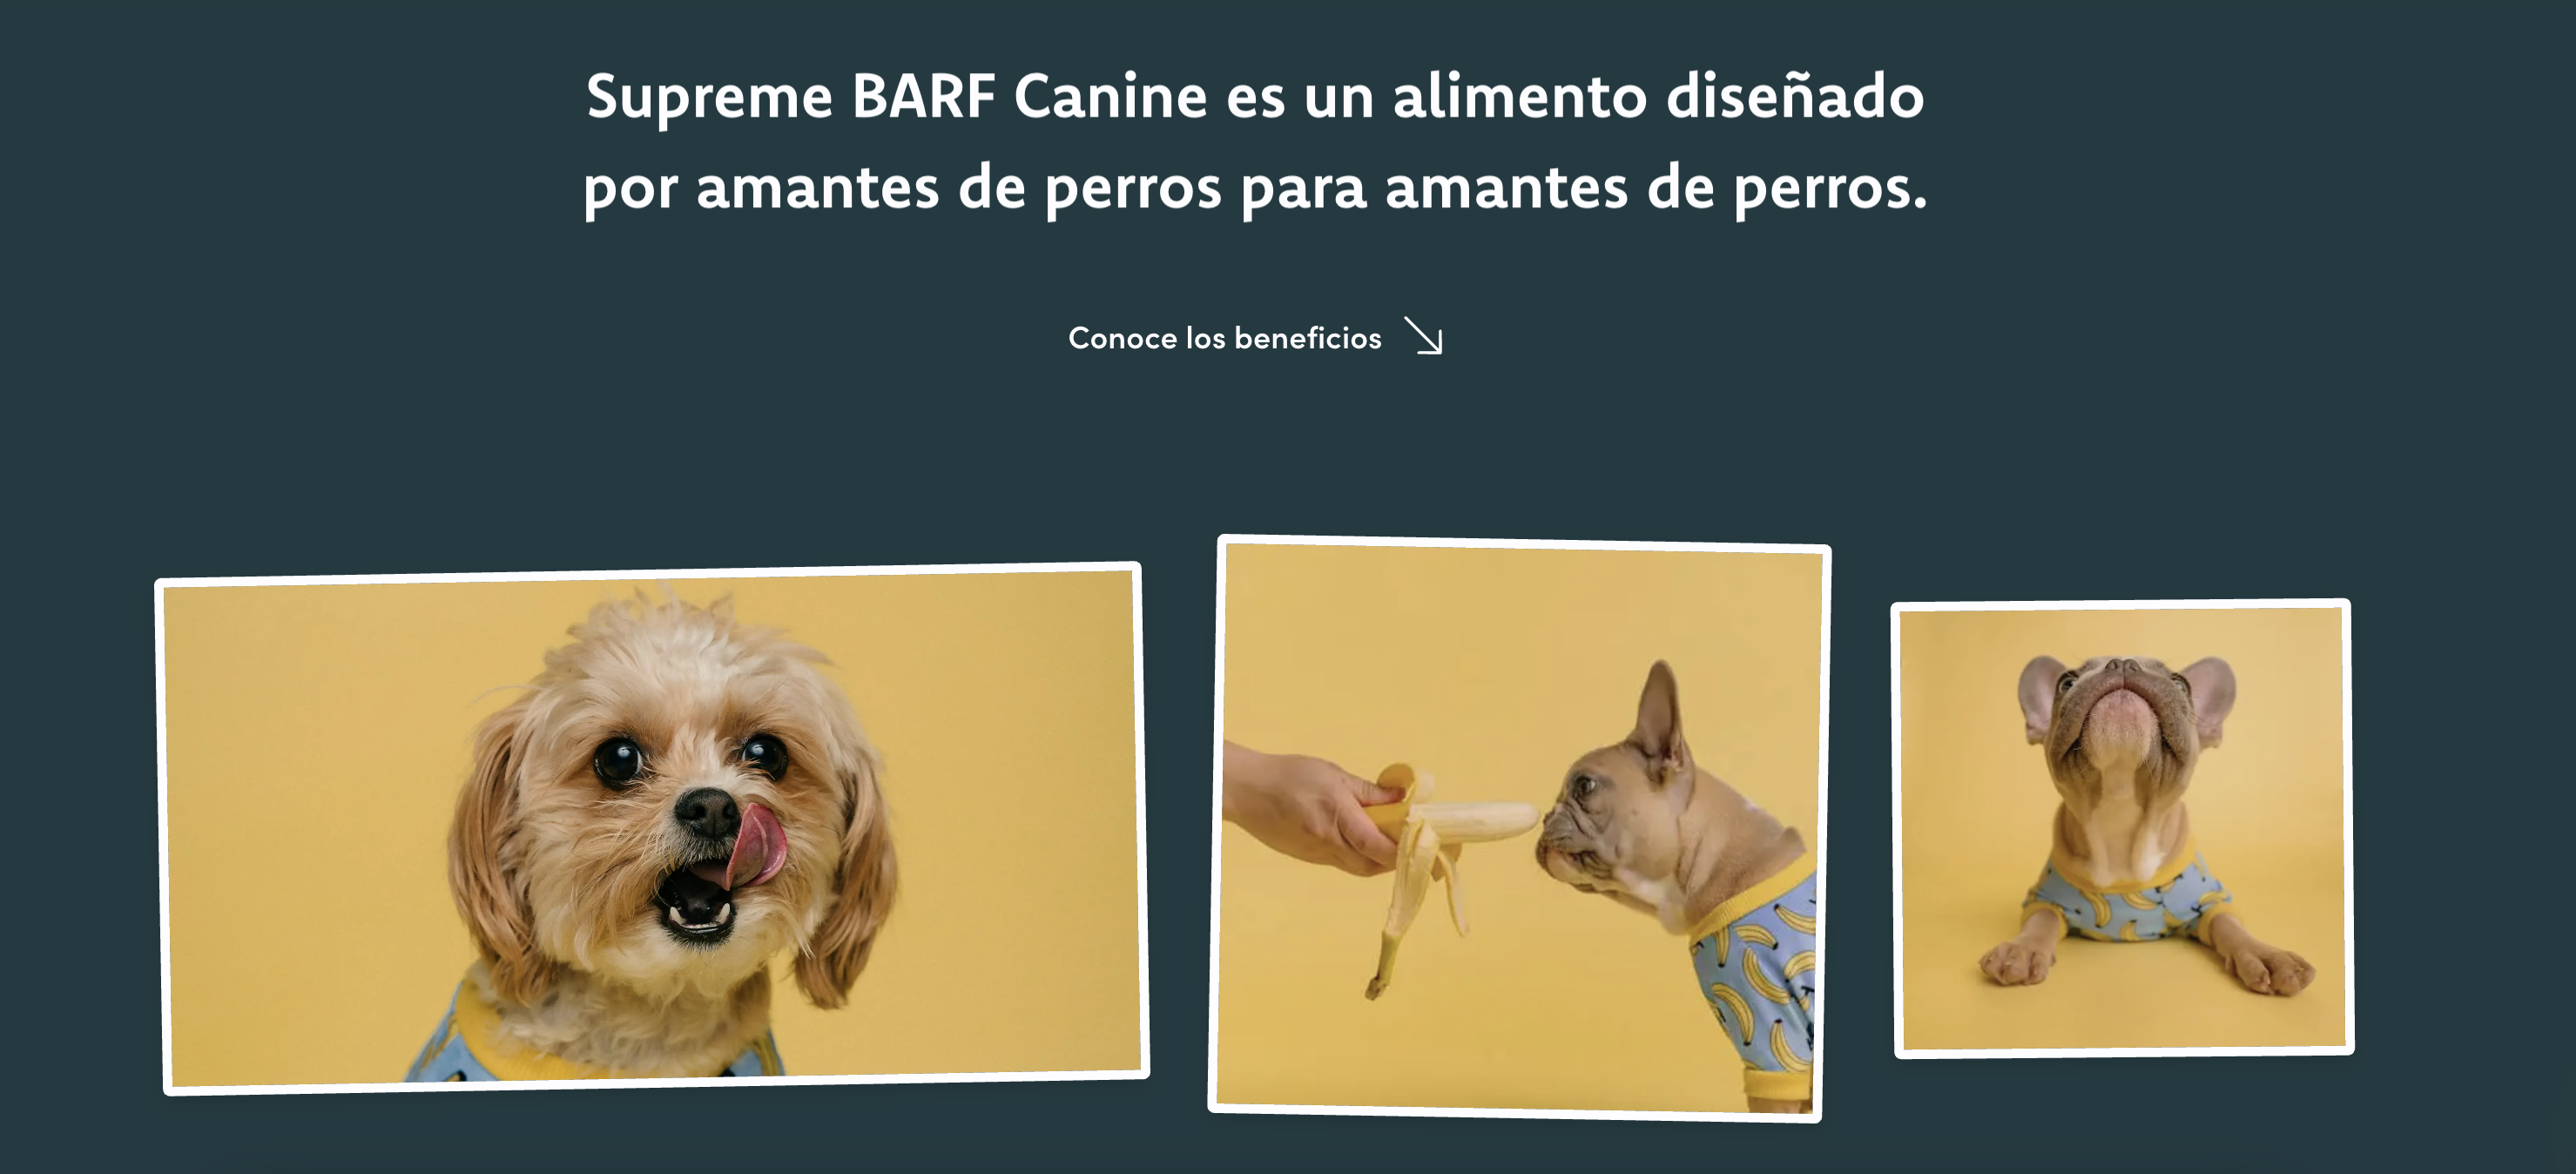 Supreme BARF Canine es un alimento diseñado
por amantes de perros para amantes de perros.
Conoce los beneficios